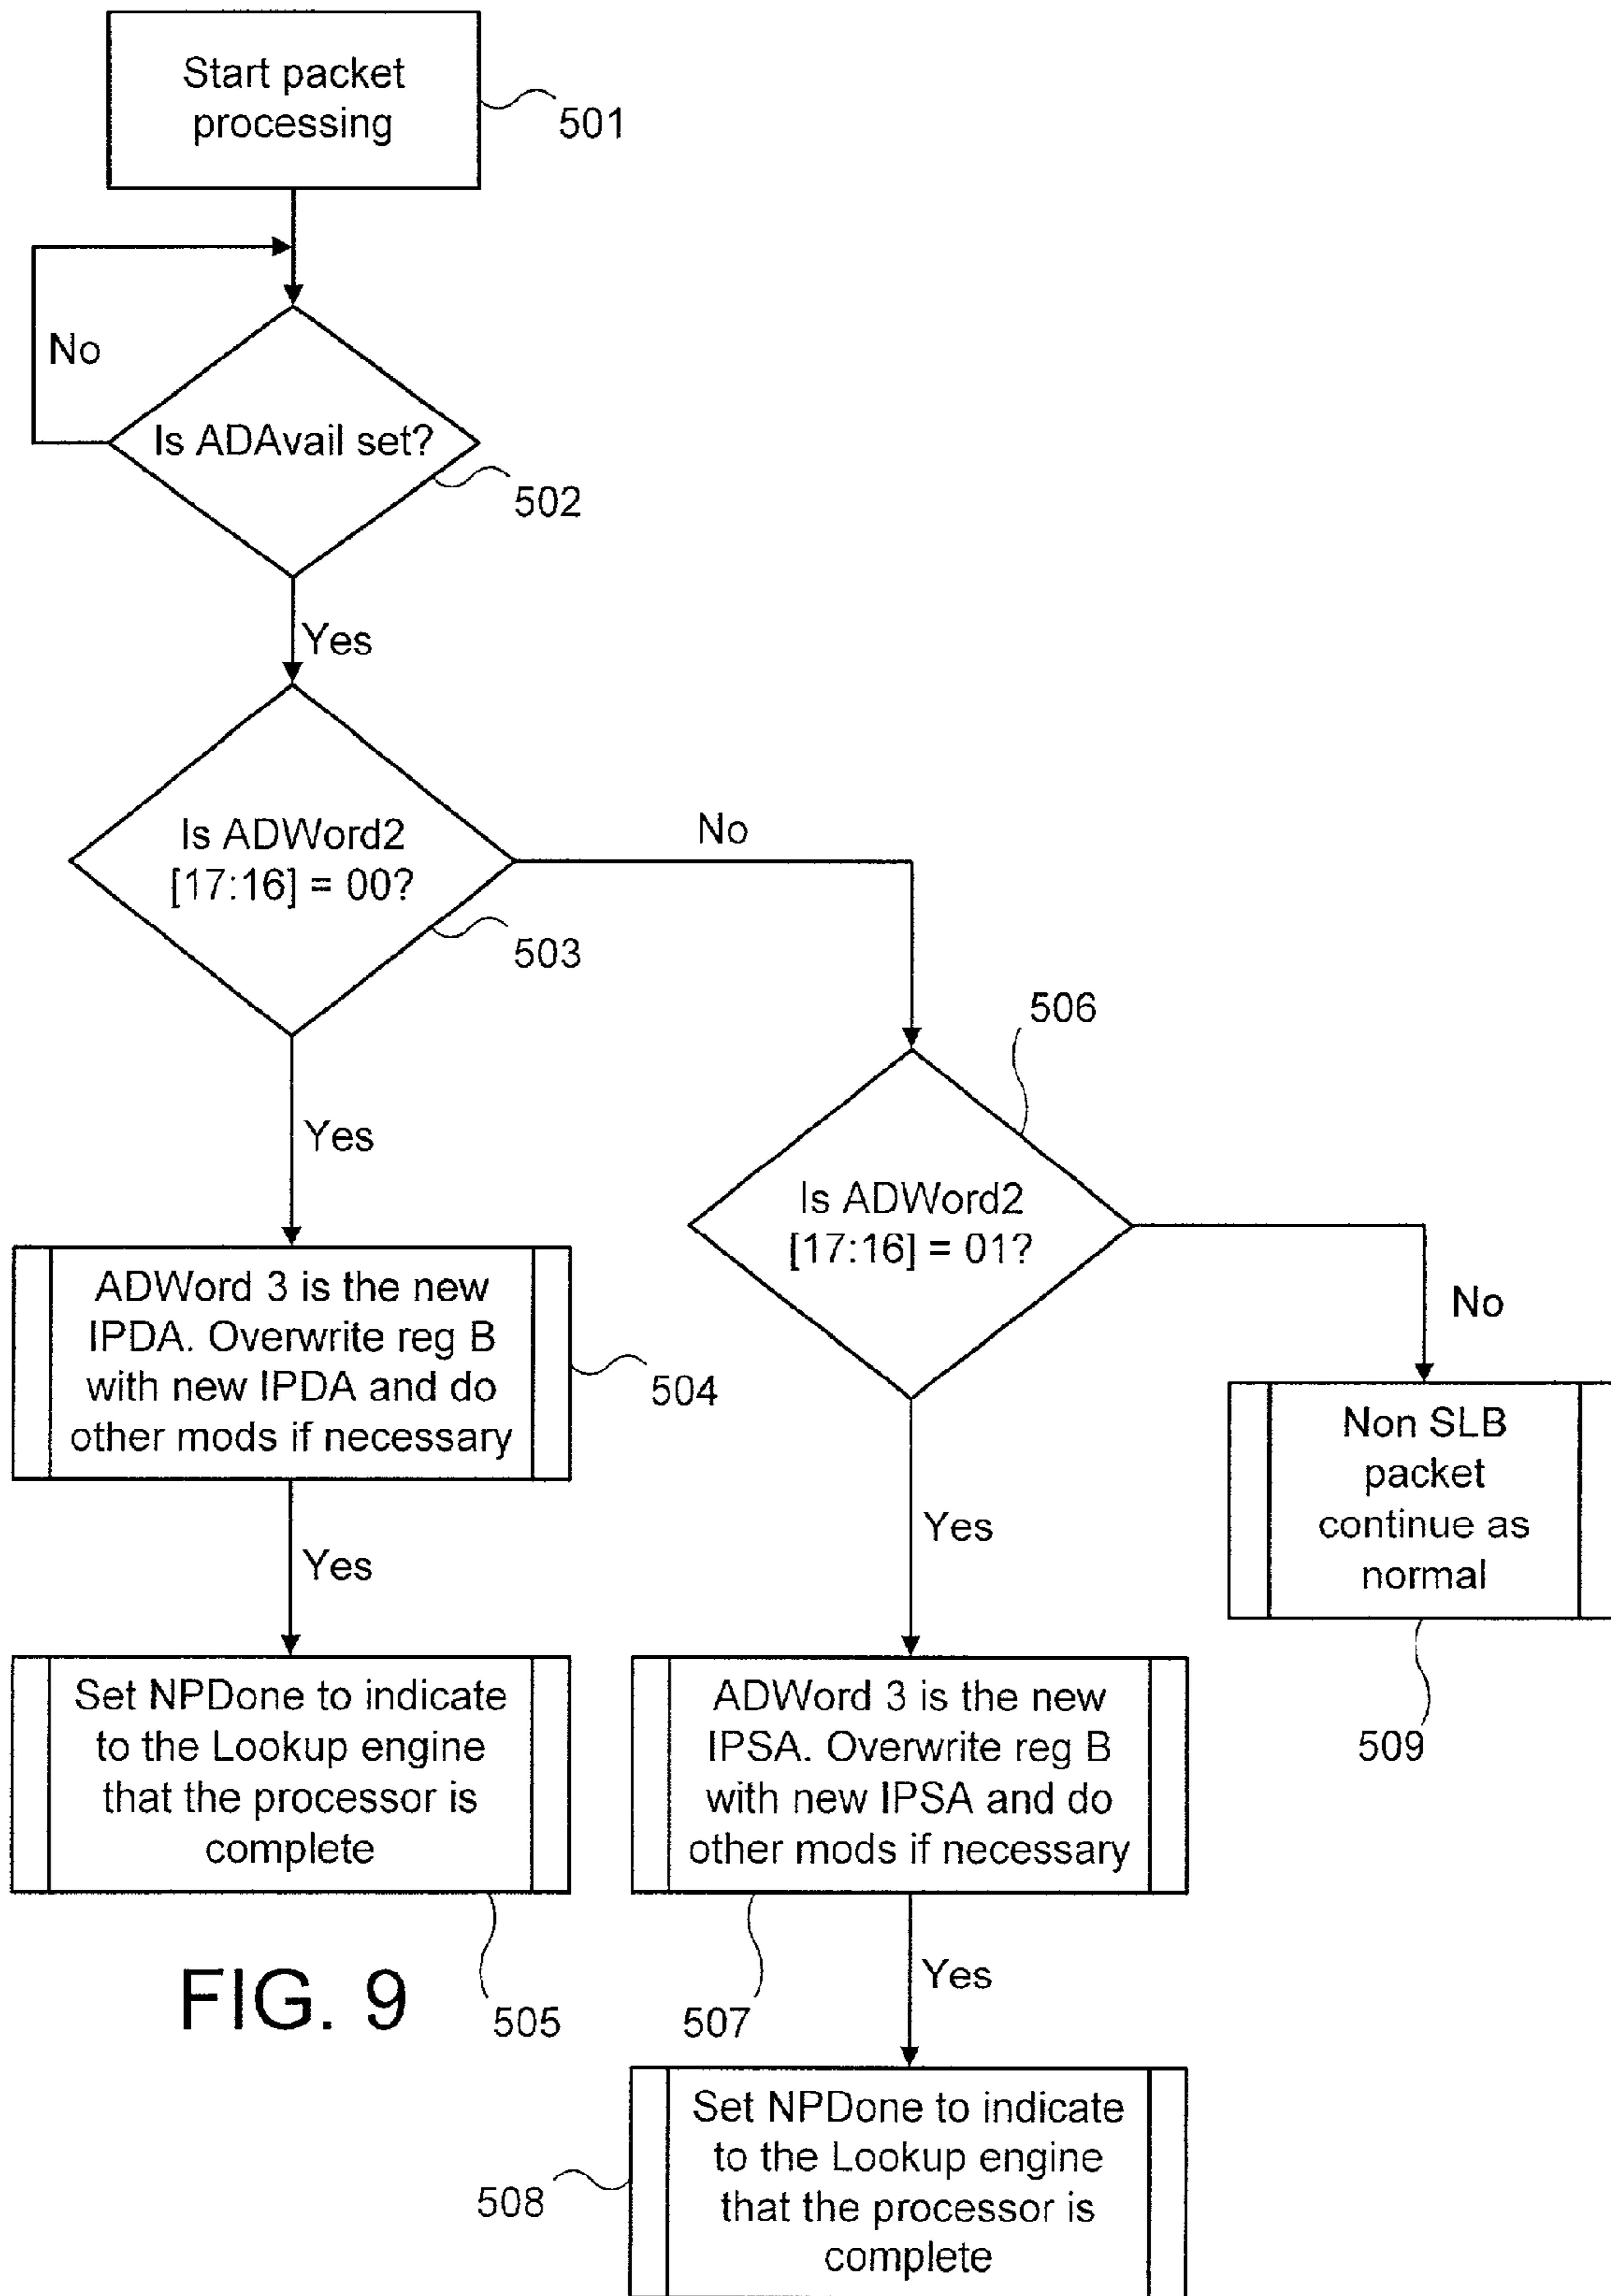 Start packet
processing
501
No
Is ADAvail set?
502
Yes
Is ADWord2
[17:16] = 00?
503
No
506
Yes
Is ADWord2
[17:16] = 01?
No
ADWord 3 is the new
IPDA. Overwrite reg B
with new IPDA and do
other mods if necessary
504
Non SLB
packet
continue as
normal
509
Yes
Yes
Set NPDone to indicate
to the Lookup engine
that the processor is
complete
505
ADWord 3 is the new
IPSA. Overwrite reg B
with new IPSA and do
other mods if necessary
507
Yes
FIG. 9
Set NPDone to indicate
to the Lookup engine
that the processor is
complete
508